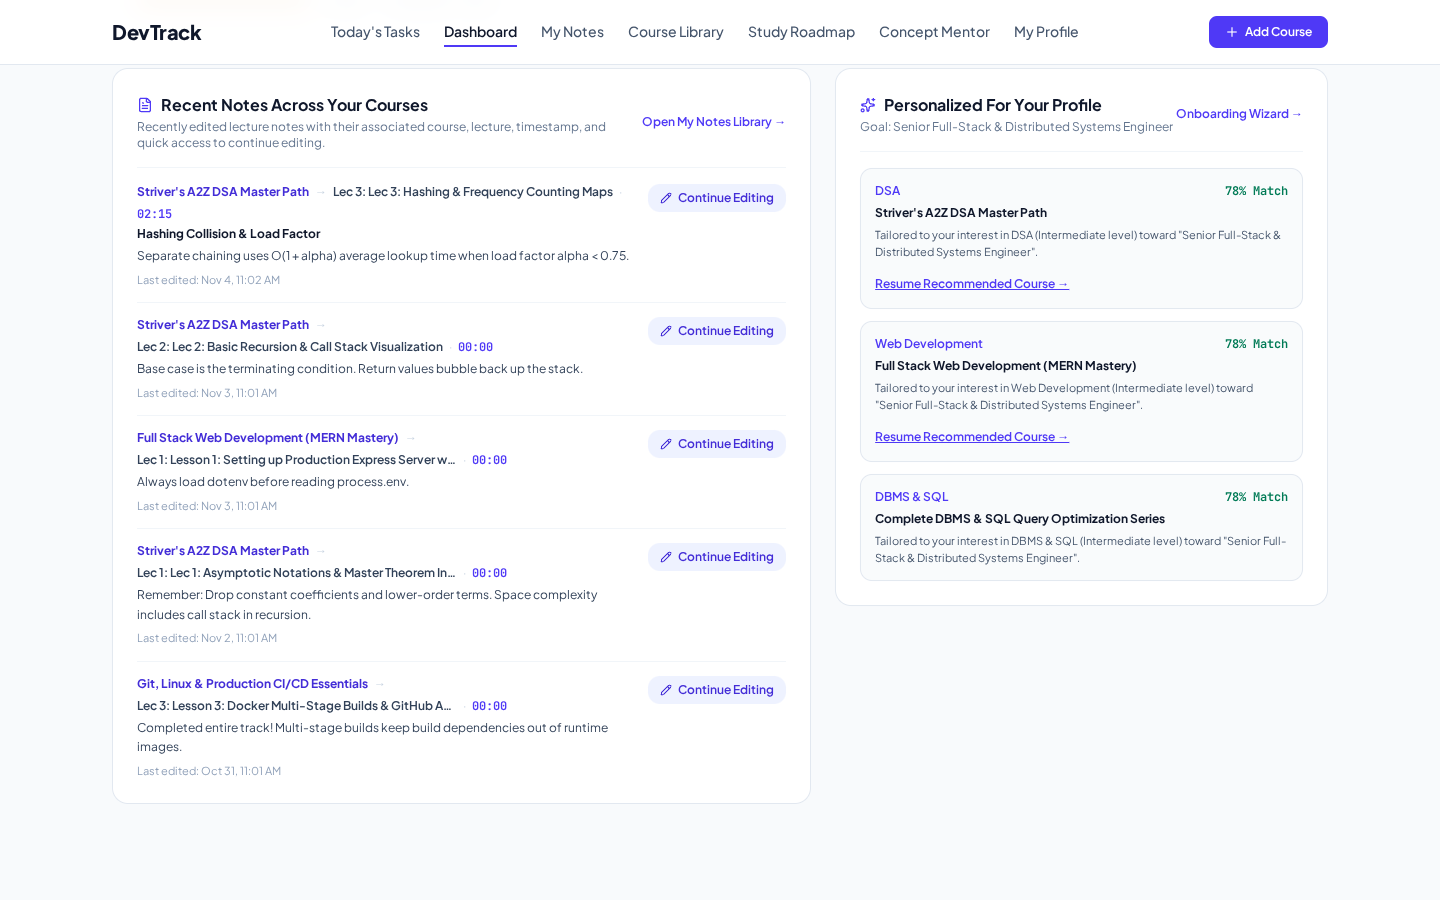 DevTrack
Today's Tasks
Dashboard
My Notes
Course Library
Study Roadmap
Concept Mentor
My Profile
+ Add Course
Recent Notes Across Your Courses
Recently edited lecture notes with their associated course, lecture, timestamp, and
quick access to continue editing.
Open My Notes Library →
Striver's A2Z DSA Master Path → Lec 3: Lec 3: Hashing & Frequency Counting Maps ·
02:15
Hashing Collision & Load Factor
Separate chaining uses O(1 + alpha) average lookup time when load factor alpha < 0.75.
Last edited: Nov 4, 11:02 AM
Continue Editing
Striver's A2Z DSA Master Path →
Lec 2: Lec 2: Basic Recursion & Call Stack Visualization · 00:00
Base case is the terminating condition. Return values bubble back up the stack.
Last edited: Nov 3, 11:01 AM
Continue Editing
Full Stack Web Development (MERN Mastery) →
Lec 1: Lesson 1: Setting up Production Express Server w... · 00:00
Always load dotenv before reading process.env.
Last edited: Nov 3, 11:01 AM
Continue Editing
Striver's A2Z DSA Master Path →
Lec 1: Lec 1: Asymptotic Notations & Master Theorem In... · 00:00
Remember: Drop constant coefficients and lower-order terms. Space complexity
includes call stack in recursion.
Last edited: Nov 2, 11:01 AM
Continue Editing
Git, Linux & Production CI/CD Essentials →
Lec 3: Lesson 3: Docker Multi-Stage Builds & GitHub A... · 00:00
Completed entire track! Multi-stage builds keep build dependencies out of runtime
images.
Last edited: Oct 31, 11:01 AM
Continue Editing
Personalized For Your Profile
Goal: Senior Full-Stack & Distributed Systems Engineer
Onboarding Wizard →
DSA
78% Match
Striver's A2Z DSA Master Path
Tailored to your interest in DSA (Intermediate level) toward "Senior Full-Stack &
Distributed Systems Engineer".
Resume Recommended Course →
Web Development
78% Match
Full Stack Web Development (MERN Mastery)
Tailored to your interest in Web Development (Intermediate level) toward
"Senior Full-Stack & Distributed Systems Engineer".
Resume Recommended Course →
DBMS & SQL
78% Match
Complete DBMS & SQL Query Optimization Series
Tailored to your interest in DBMS & SQL (Intermediate level) toward "Senior Full-
Stack & Distributed Systems Engineer".